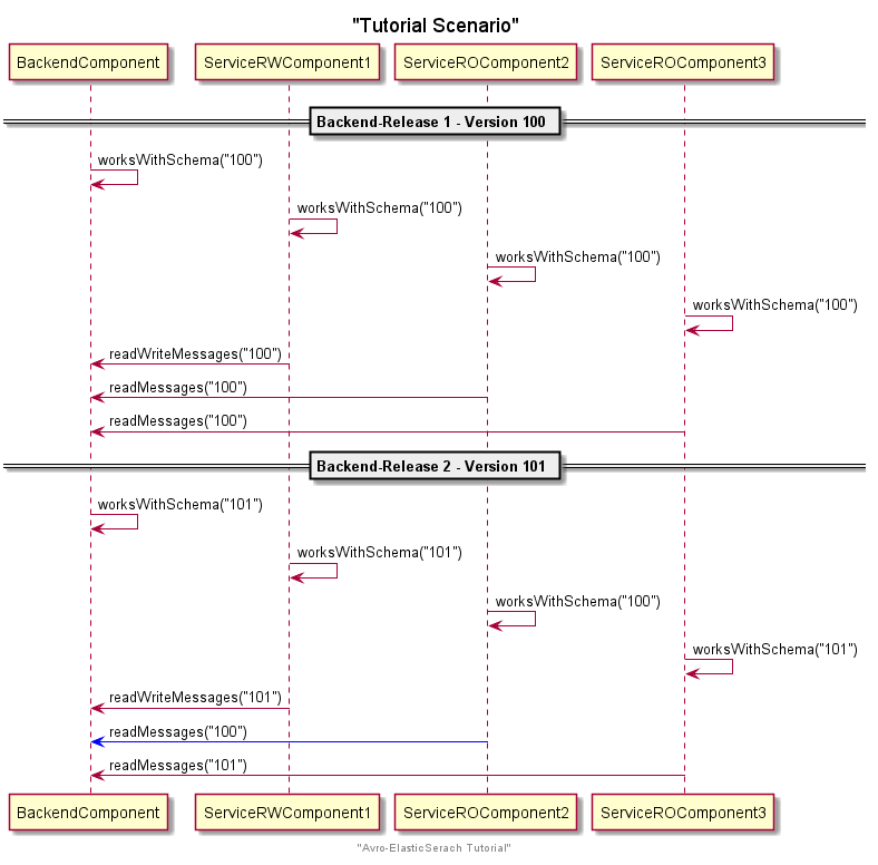 "Tutorial Scenario"
BackendComponent ServiceRWComponent1 ServiceROComponent2 ServiceROComponent3
Backend-Release 1 - Version 100
worksWithSchema("100")
worksWithSchema("100")
worksWithSchema("100")
worksWithSchema("100")
readWriteMessages("100")
readMessages("100")
readMessages("100")
Backend-Release 2 - Version 101
worksWithSchema("101")
worksWithSchema("101")
worksWithSchema("100")
worksWithSchema("101")
readWriteMessages("101")
readMessages("100")
readMessages("101")
BackendComponent ServiceRWComponent1 ServiceROComponent2 ServiceROComponent3
"Avro-ElasticSerach Tutorial"